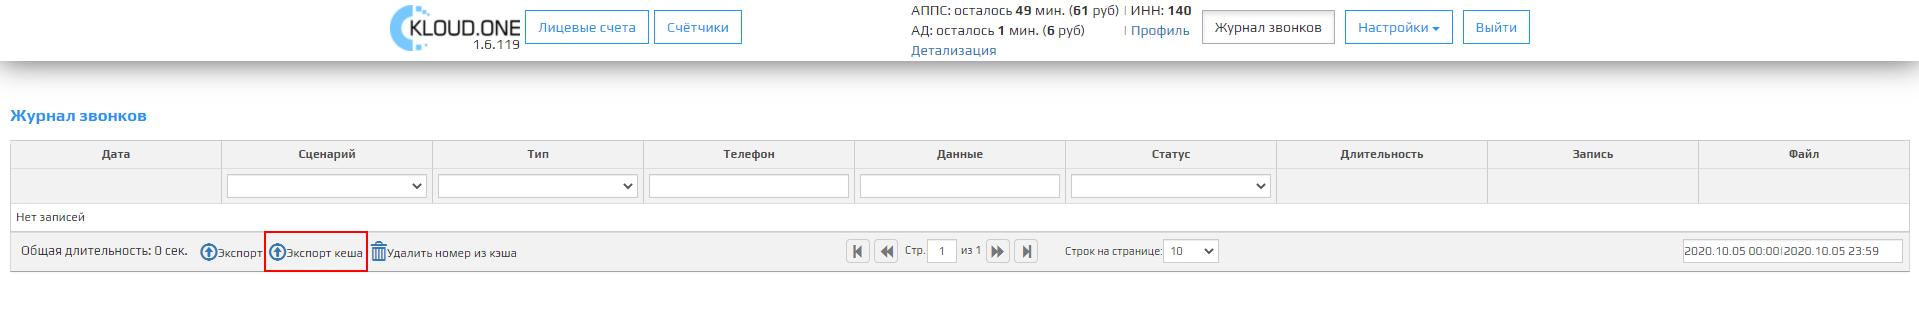 KLOUD.ONE
1.6.119
Лицевые счета Счётчики
АППС: осталось 49 мин. (61 руб) | ИНН: 140
АД: осталось 1 мин. (6 руб) | Профиль
Детализация
Журнал звонков Настройки Выйти
Журнал звонков
Дата Сценарий Тип Телефон Данные Статус Длительность Запись Файл
Нет записей
Общая длительность: 0 сек. Экспорт Экспорт кеша Удалить номер из кэша Стр. 1 из 1 Строк на странице: 10 2020.10.05 00:00|2020.10.05 23:59